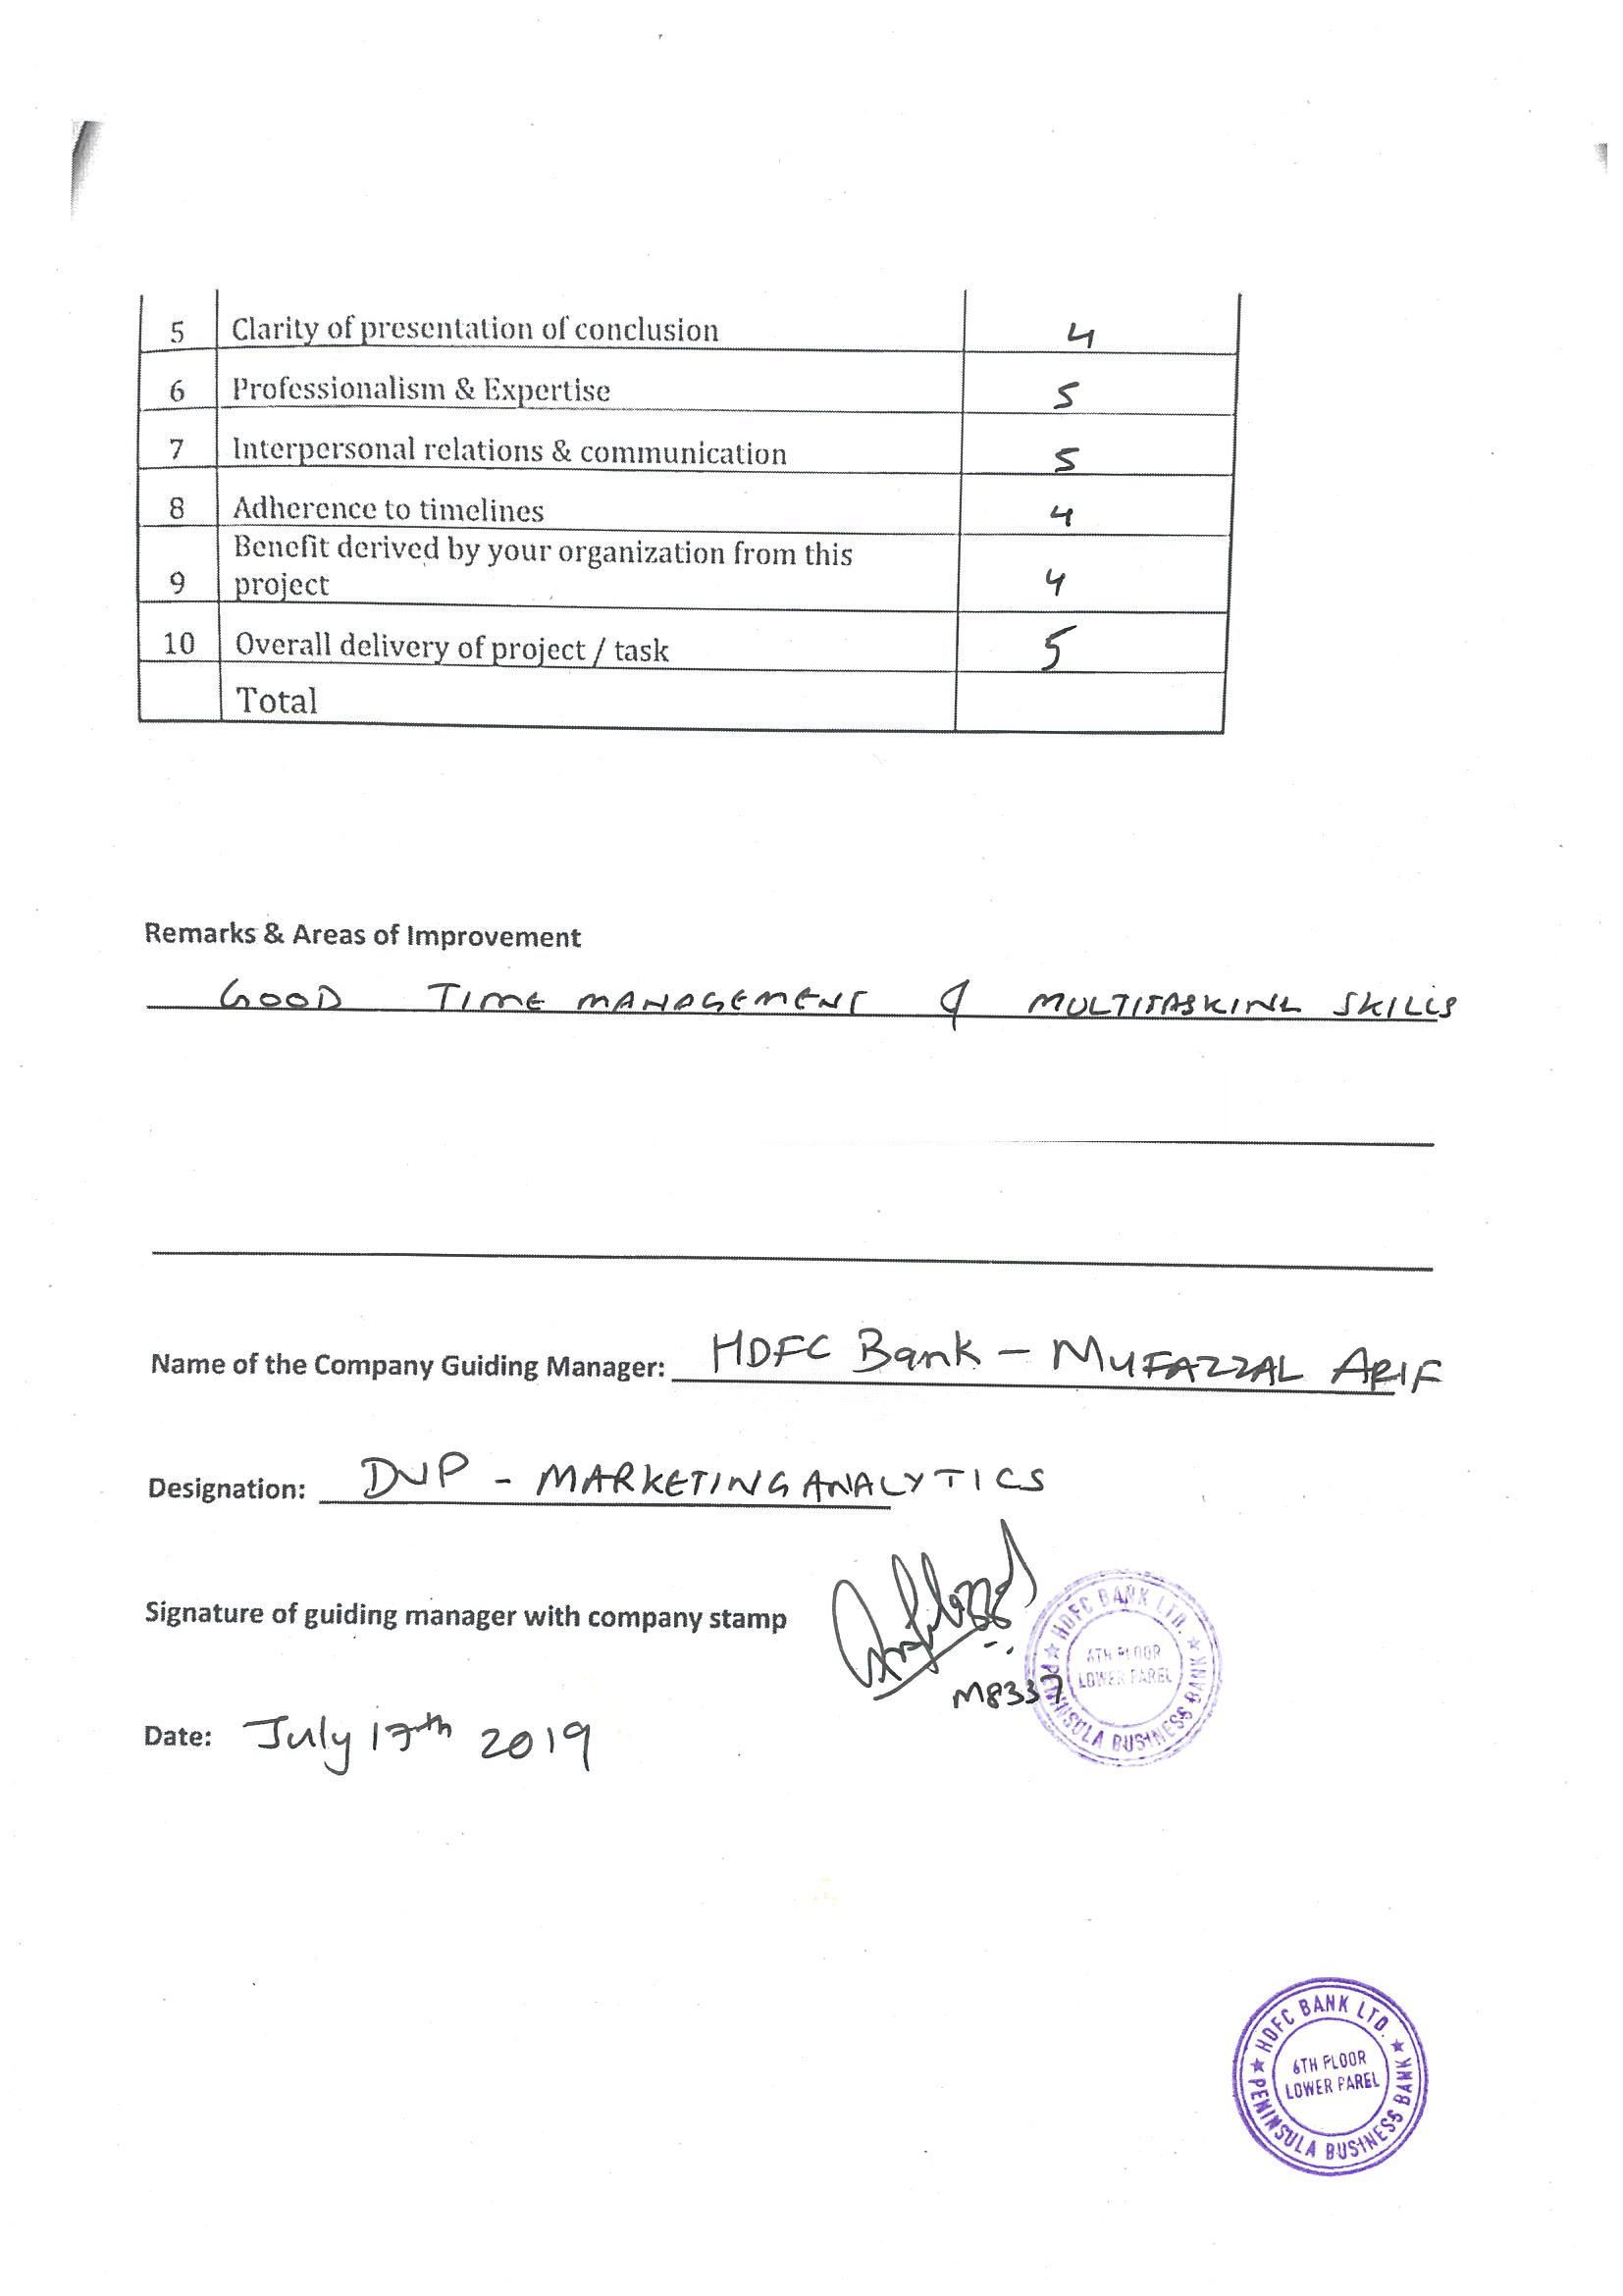 5 Clarity of presentation of conclusion 4
6 Professionalism & Expertise 5
7 Interpersonal relations & communication 5
8 Adherence to timelines 4
Benefit derived by your organization from this
9 project 4
10 Overall delivery of project / task 5
Total
Remarks & Areas of Improvement
GOOD TIME MANAGEMENT & MULTITASKING SKILLS
Name of the Company Guiding Manager: HDFC Bank - MUFAZZAL ARIF
Designation: DVP - MARKETING ANALYTICS
Signature of guiding manager with company stamp
M8337
HDFC BANK LTD.
6TH FLOOR
LOWER PAREL
PENINSULA BUSINESS BANK
Date: July 17th 2019
HDFC BANK LTD.
6TH FLOOR
LOWER PAREL
PENINSULA BUSINESS BANK